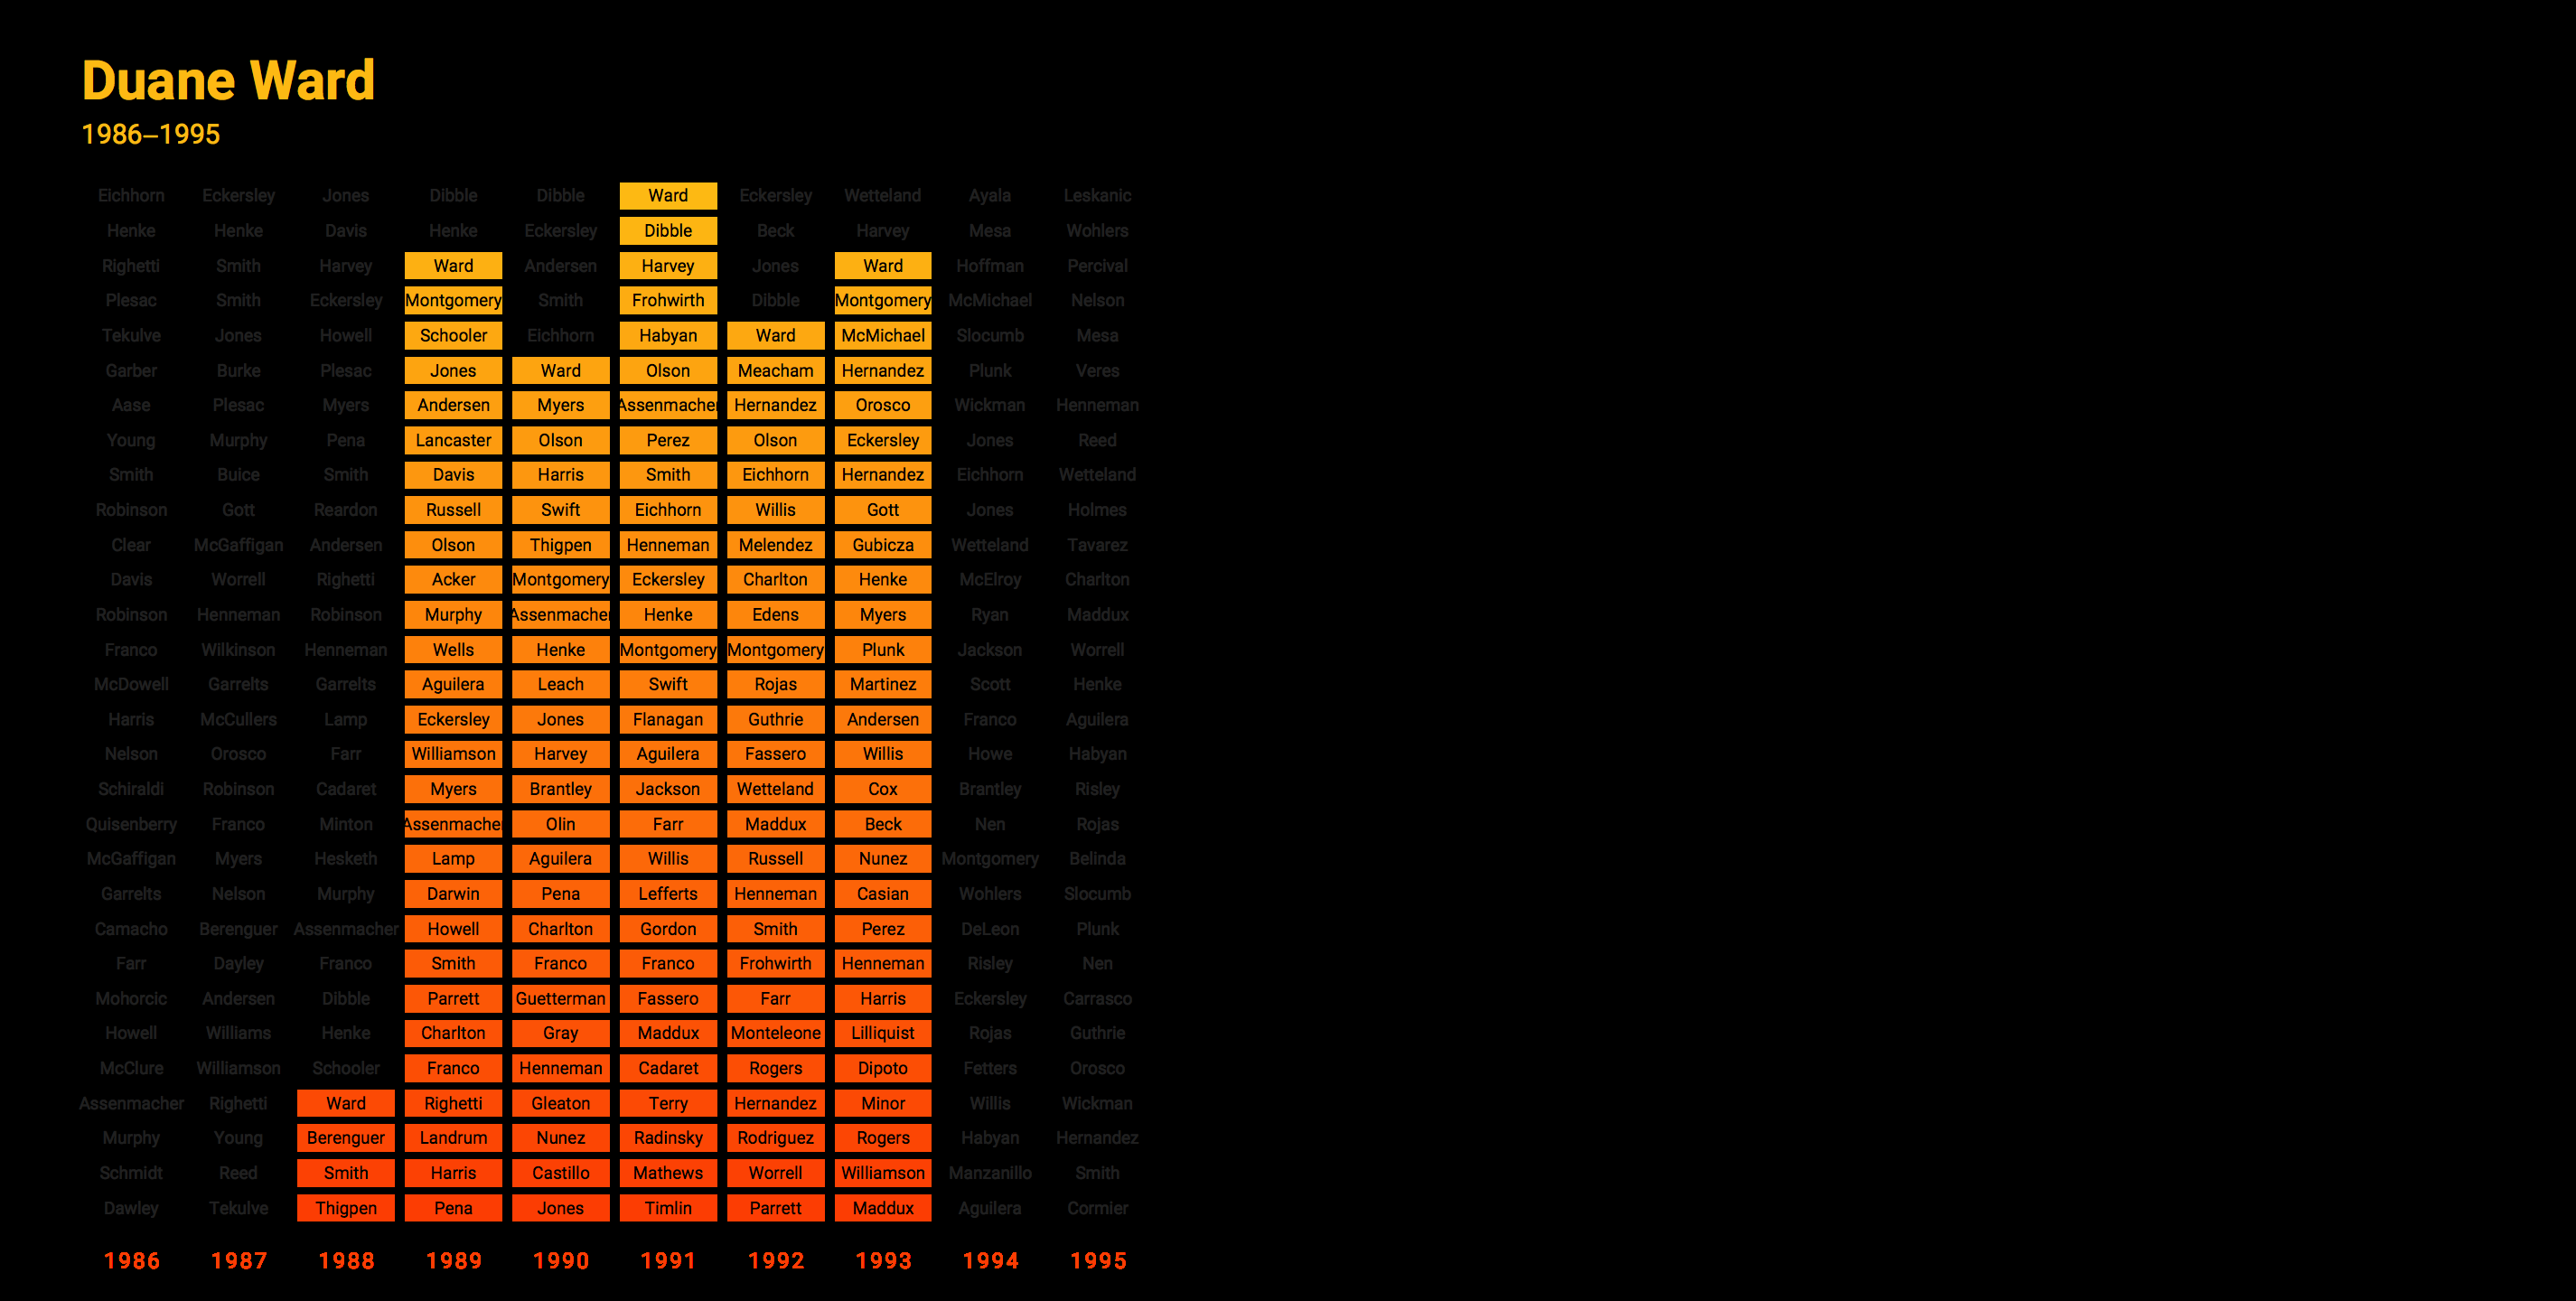 Duane Ward
1986–1995
Eichhorn Eckersley Jones Dibble Dibble Ward Eckersley Wetteland Ayala Leskanic
Henke Henke Davis Henke Eckersley Dibble Beck Harvey Mesa Wohlers
Righetti Smith Harvey Ward Andersen Harvey Jones Ward Hoffman Percival
Plesac Smith Eckersley Montgomery Smith Frohwirth Dibble Montgomery McMichael Nelson
Tekulve Jones Howell Schooler Eichhorn Habyan Ward McMichael Slocumb Mesa
Garber Burke Plesac Jones Ward Olson Meacham Hernandez Plunk Veres
Aase Plesac Myers Andersen Myers Assenmacher Hernandez Orosco Wickman Henneman
Young Murphy Pena Lancaster Olson Perez Olson Eckersley Jones Reed
Smith Buice Smith Davis Harris Smith Eichhorn Hernandez Eichhorn Wetteland
Robinson Gott Reardon Russell Swift Eichhorn Willis Gott Jones Holmes
Clear McGaffigan Andersen Olson Thigpen Henneman Melendez Gubicza Wetteland Tavarez
Davis Worrell Righetti Acker Montgomery Eckersley Charlton Henke McElroy Charlton
Robinson Henneman Robinson Murphy Assenmacher Henke Edens Myers Ryan Maddux
Franco Wilkinson Henneman Wells Henke Montgomery Montgomery Plunk Jackson Worrell
McDowell Garrelts Garrelts Aguilera Leach Swift Rojas Martinez Scott Henke
Harris McCullers Lamp Eckersley Jones Flanagan Guthrie Andersen Franco Aguilera
Nelson Orosco Farr Williamson Harvey Aguilera Fassero Willis Howe Habyan
Schiraldi Robinson Cadaret Myers Brantley Jackson Wetteland Cox Brantley Risley
Quisenberry Franco Minton Assenmacher Olin Farr Maddux Beck Nen Rojas
McGaffigan Myers Hesketh Lamp Aguilera Willis Russell Nunez Montgomery Belinda
Garrelts Nelson Murphy Darwin Pena Lefferts Henneman Casian Wohlers Slocumb
Camacho Berenguer Assenmacher Howell Charlton Gordon Smith Perez DeLeon Plunk
Farr Dayley Franco Smith Franco Franco Frohwirth Henneman Risley Nen
Mohorcic Andersen Dibble Parrett Guetterman Fassero Farr Harris Eckersley Carrasco
Howell Williams Henke Charlton Gray Maddux Monteleone Lilliquist Rojas Guthrie
McClure Williamson Schooler Franco Henneman Cadaret Rogers Dipoto Fetters Orosco
Assenmacher Righetti Ward Righetti Gleaton Terry Hernandez Minor Willis Wickman
Murphy Young Berenguer Landrum Nunez Radinsky Rodriguez Rogers Habyan Hernandez
Schmidt Reed Smith Harris Castillo Mathews Worrell Williamson Manzanillo Smith
Dawley Tekulve Thigpen Pena Jones Timlin Parrett Maddux Aguilera Cormier
1986 1987 1988 1989 1990 1991 1992 1993 1994 1995